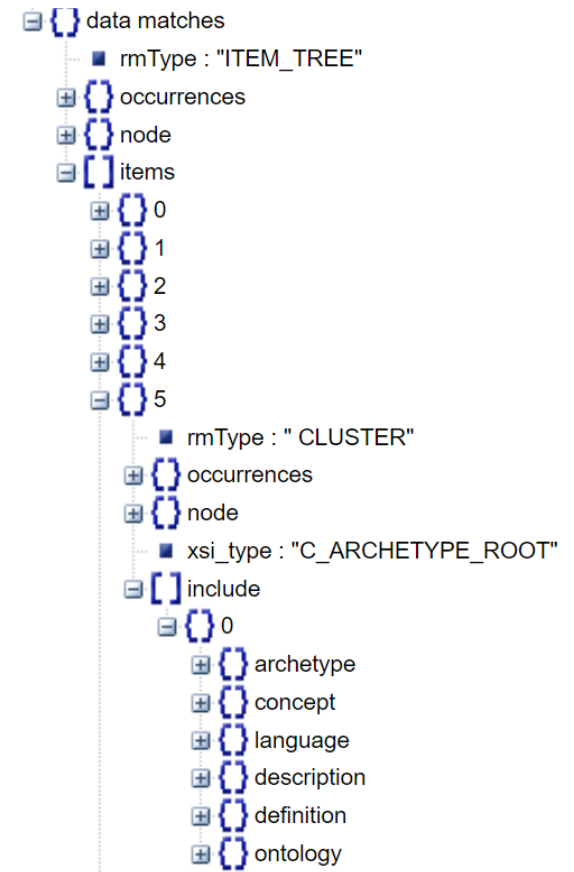 data matches
rmType : "ITEM_TREE"
occurrences
node
items
0
1
2
3
4
5
rmType : " CLUSTER"
occurrences
node
xsi_type : "C_ARCHETYPE_ROOT"
include
0
archetype
concept
language
description
definition
ontology